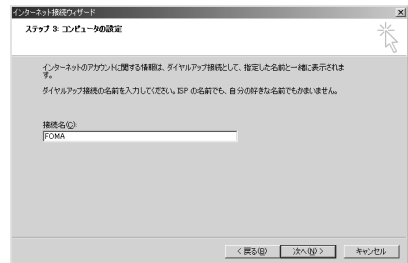 インターネット接続ウィザード
ステップ 3: コンピュータの設定
インターネットのアカウントに関する情報は、ダイヤルアップ接続として、指定した名前と一緒に表示されま
す。
ダイヤルアップ接続の名前を入力してください。ISP の名前でも、自分の好きな名前でもかまいません。
接続名(C):
FOMA
< 戻る(B)
次へ(N) >
キャンセル